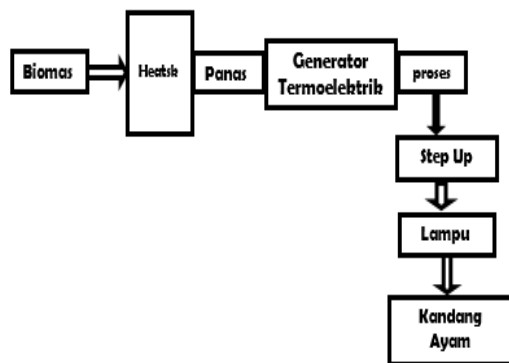 Biomas
Heatsk
Panas
Generator
Termoelektrik
proses
Step Up
Lampu
Kandang
Ayam